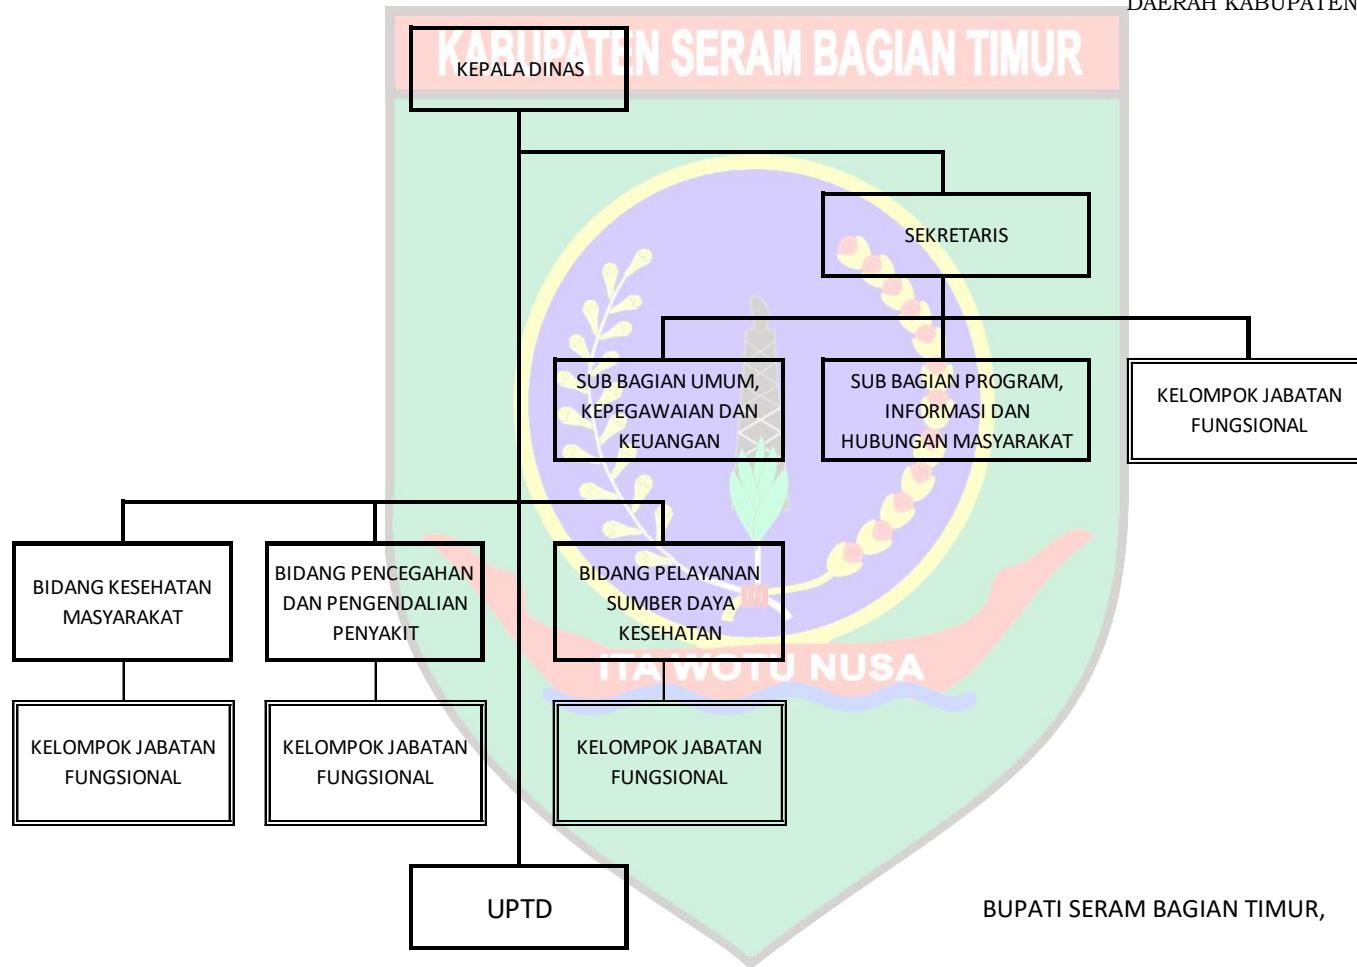 DAERAH KABUPATEN
KABUPATEN SERAM BAGIAN TIMUR
KEPALA DINAS
SEKRETARIS
SUB BAGIAN UMUM,
KEPEGAWAIAN DAN
KEUANGAN
SUB BAGIAN PROGRAM,
INFORMASI DAN
HUBUNGAN MASYARAKAT
KELOMPOK JABATAN
FUNGSIONAL
BIDANG KESEHATAN
MASYARAKAT
BIDANG PENCEGAHAN
DAN PENGENDALIAN
PENYAKIT
BIDANG PELAYANAN
SUMBER DAYA
KESEHATAN
ITA WOTU NUSA
KELOMPOK JABATAN
FUNGSIONAL
KELOMPOK JABATAN
FUNGSIONAL
KELOMPOK JABATAN
FUNGSIONAL
UPTD
BUPATI SERAM BAGIAN TIMUR,